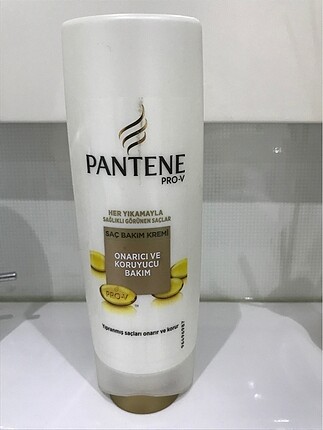 PANTENE
PRO-V
HER YIKAMAYLA
SAĞLIKLI GÖRÜNEN SAÇLAR
SAÇ BAKIM KREMİ
ONARICI VE
KORUYUCU
BAKIM
PRO-V
Yıpranmış saçları onarır ve korur